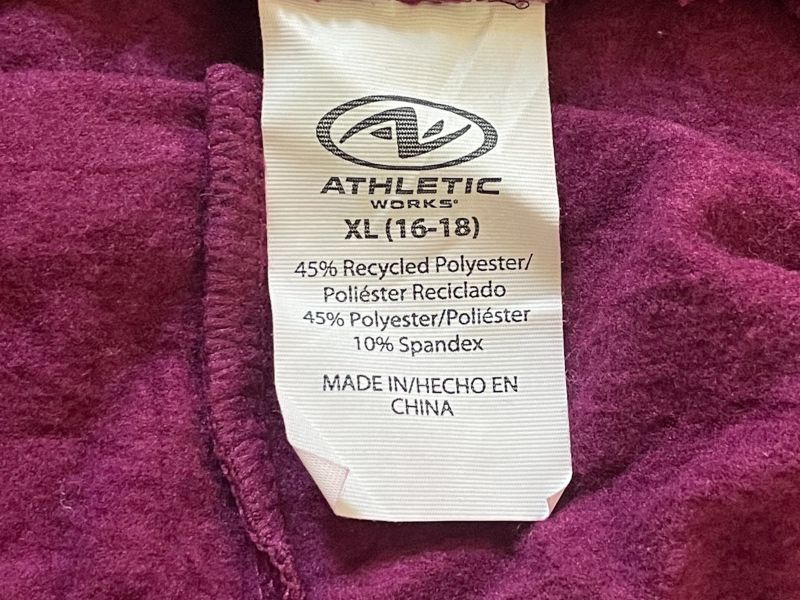 ATHLETIC
WORKS®
XL (16-18)
45% Recycled Polyester/
Poliéster Reciclado
45% Polyester/Poliéster
10% Spandex
MADE IN/HECHO EN
CHINA